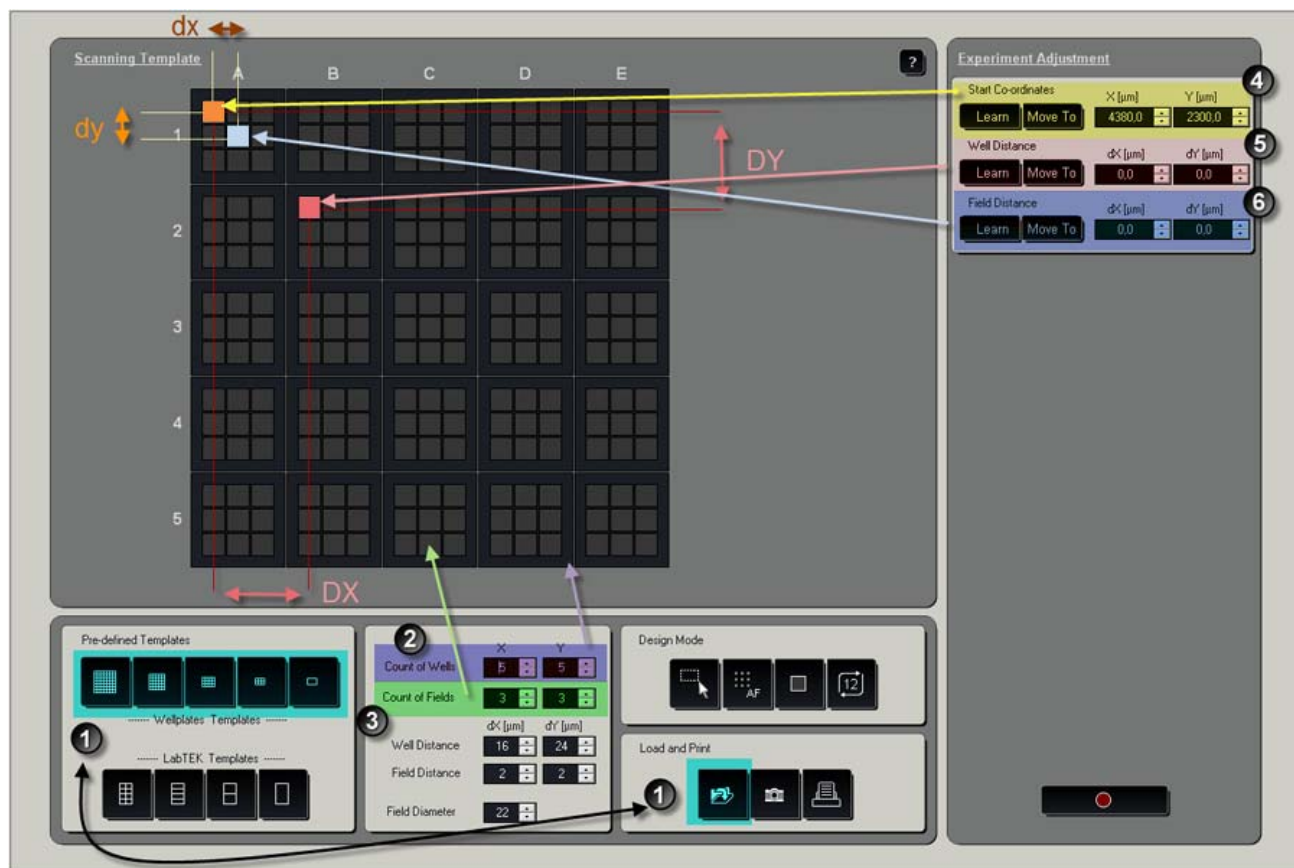 dx
Scanning Template
?
Experiment Adjustment
A B C D E
dy
DY
1
2
3
4
5
DX
4
Start Co-ordinates
X [µm] Y [µm]
Learn Move To 4380,0 2300,0
5
Well Distance
dX [µm] dY [µm]
Learn Move To 0,0 0,0
6
Field Distance
dX [µm] dY [µm]
Learn Move To 0,0 0,0
Pre-defined Templates
------ Wellplates Templates ------
1
--- LabTEK Templates ------
2
X Y
Count of Wells 5 5
Count of Fields 3 3
3
dX [µm] dY [µm]
Well Distance 16 24
Field Distance 2 2
Field Diameter 22
Design Mode
AF
12
Load and Print
1